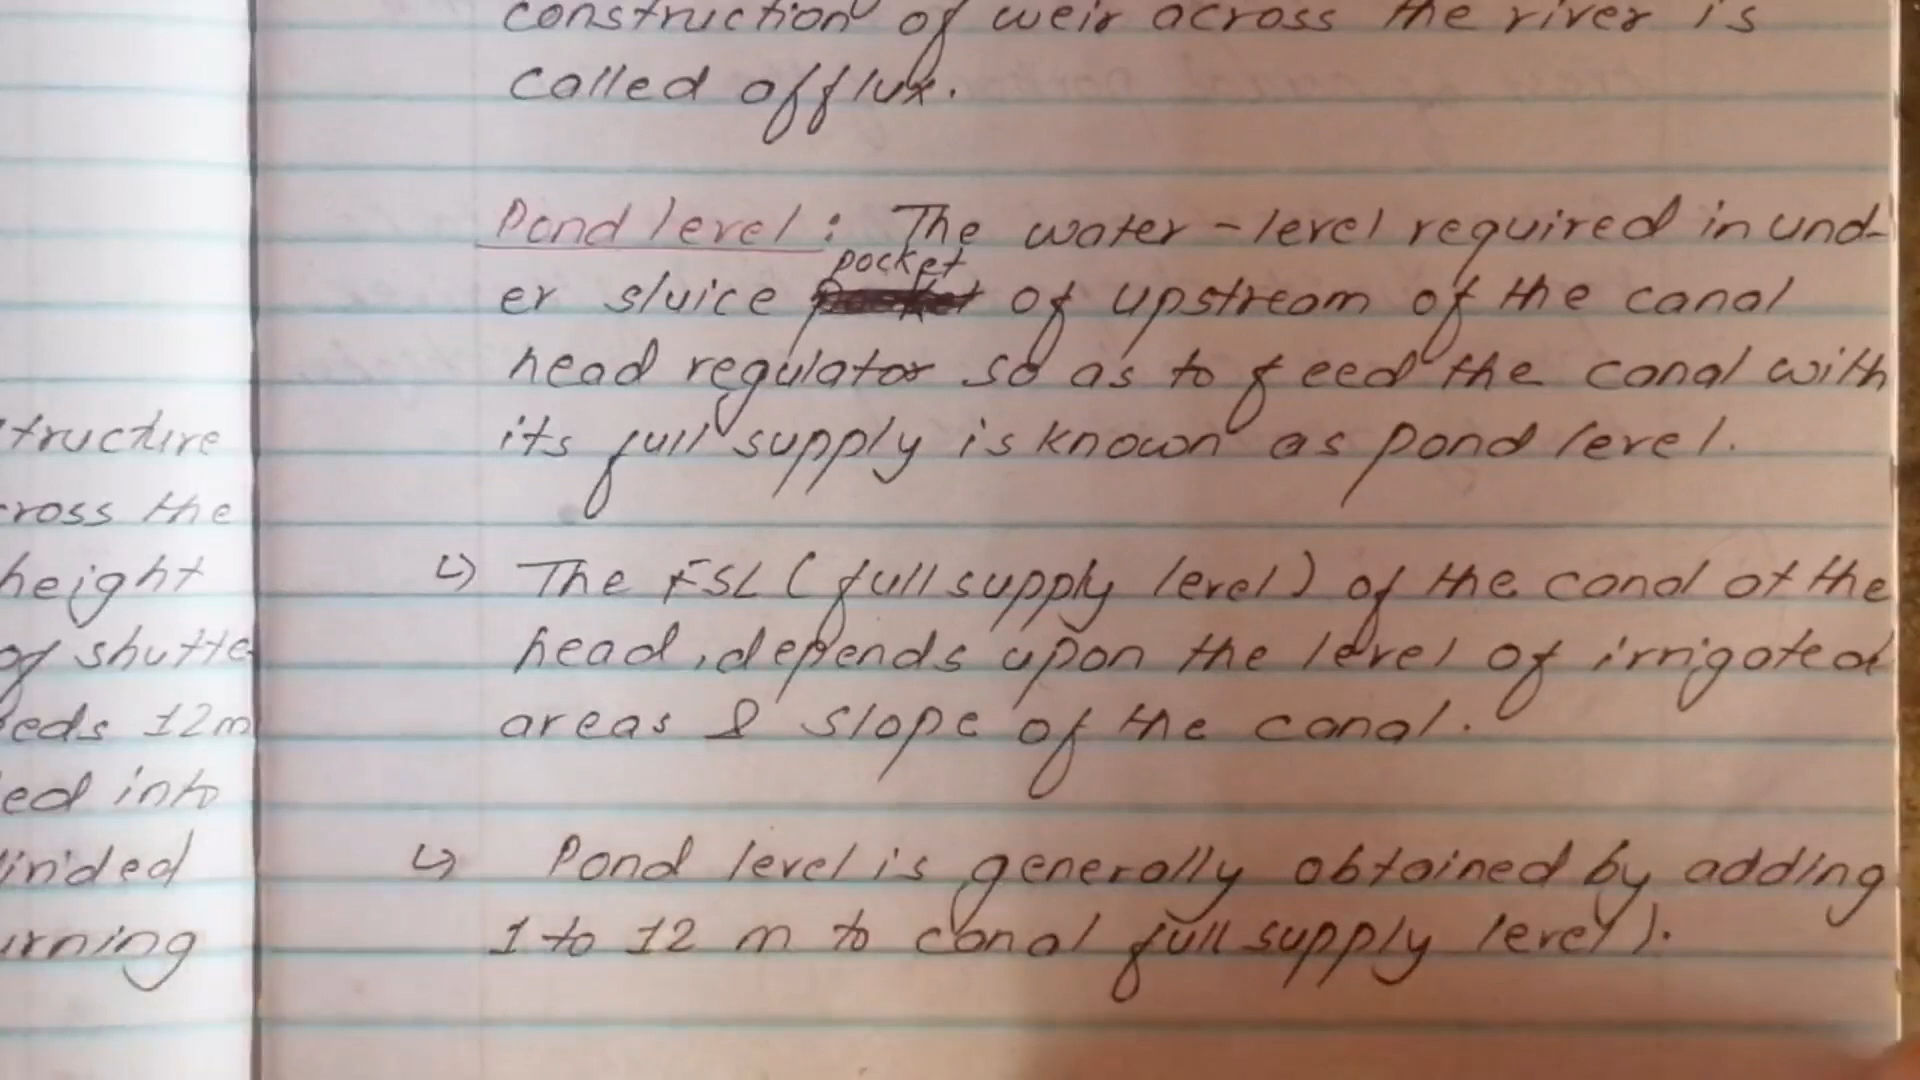 construction of weir across the river is
called afflux.
Pond level : The water - level required in und-
pocket
er sluice of upstream of the canal
head regulator so as to feed the canal with
its full supply is known as pond level.
↳ The FSL ( full supply level ) of the canal at the
head, depends upon the level of irrigated
areas & slope of the canal.
↳ Pond level is generally obtained by adding
1 to 12 m to canal full supply level ).
tructure
ross the
height
of shutte
eds 12m
ed into
inided
urning